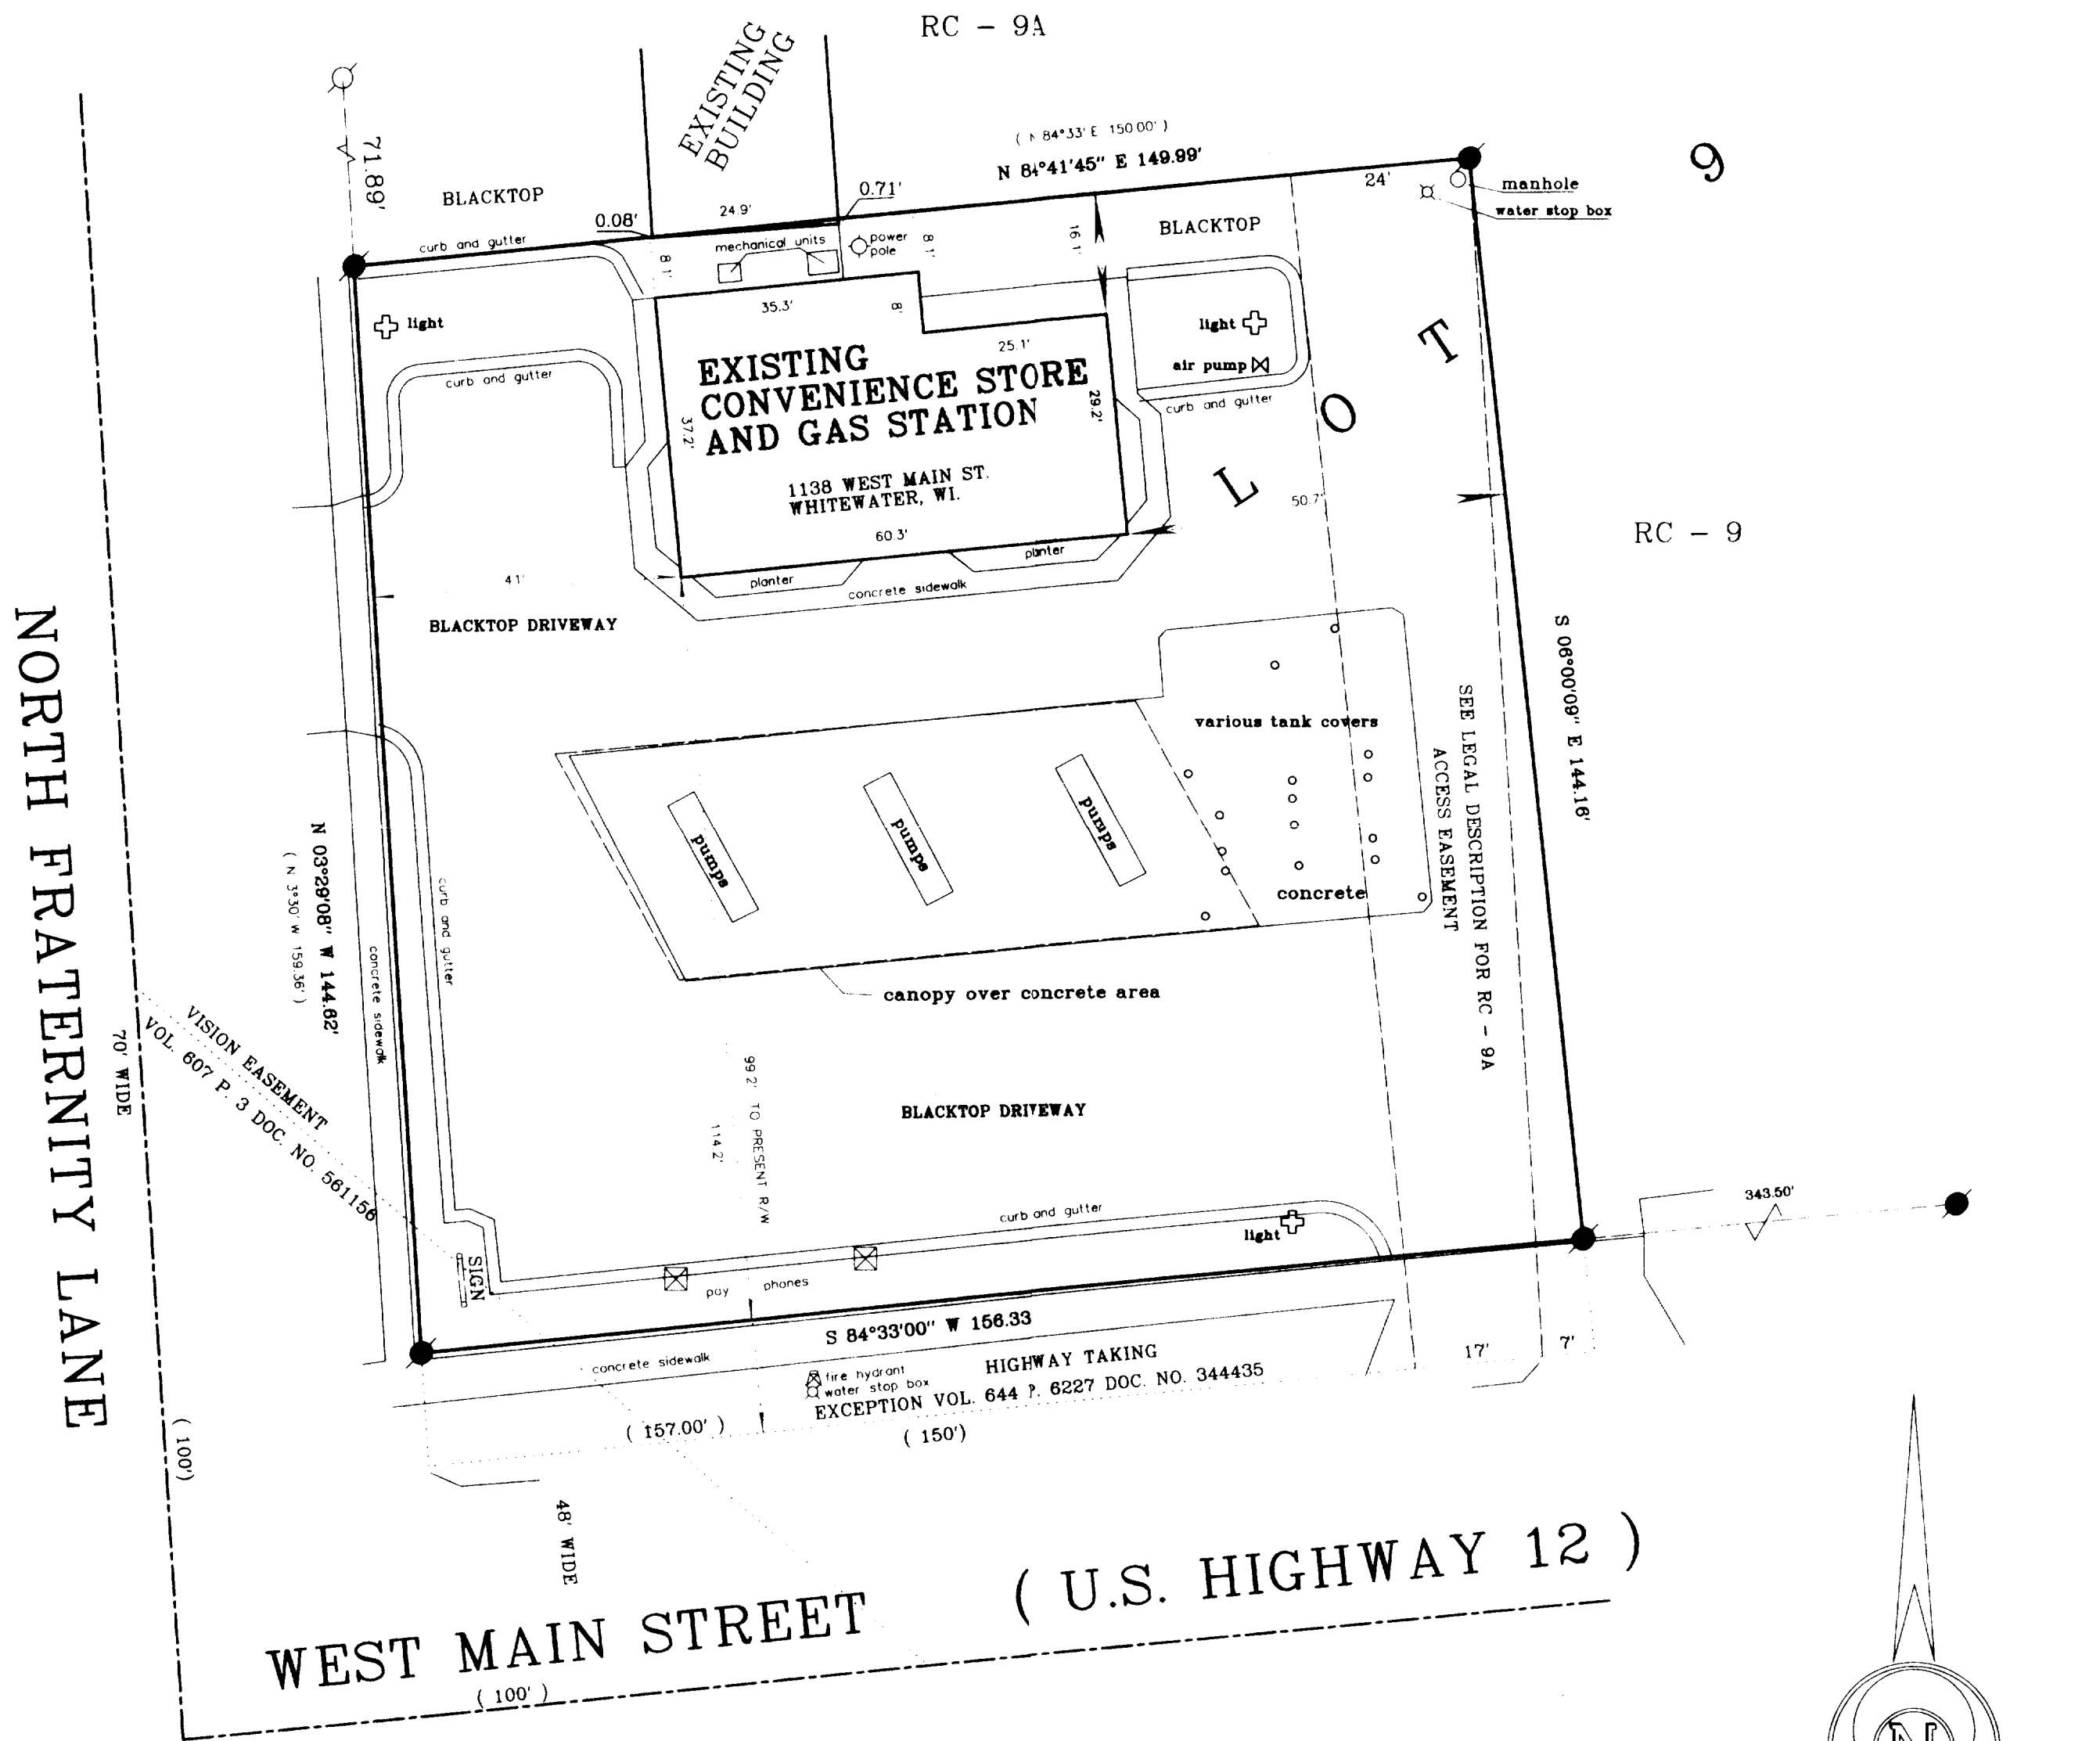 RC - 9A
EXISTING
BUILDING
71.89'
( N 84°33' E 150.00' )
N 84°41'45" E 149.99'
BLACKTOP
0.08'
24.9'
0.71'
24'
manhole
water stop box
9
curb and gutter
mechanical units
power
pole
8.1'
8.1'
16.1'
BLACKTOP
35.3'
8'
light
light
25.1'
air pump
curb and gutter
curb and gutter
EXISTING
CONVENIENCE STORE
AND GAS STATION
37.2'
29.2'
1138 WEST MAIN ST.
WHITEWATER, WI.
60.3'
L O T
50.7'
RC - 9
planter
planter
concrete sidewalk
41'
BLACKTOP DRIVEWAY
S 06°00'09" E 144.16'
various tank covers
pumps
pumps
pumps
concrete
SEE LEGAL DESCRIPTION FOR RC - 9A
ACCESS EASEMENT
canopy over concrete area
NORTH FRATERNITY LANE
70' WIDE
N 03°29'08" W 144.62'
( N 3°30' W 159.36' )
concrete sidewalk
curb and gutter
VISION EASEMENT
VOL. 607 P. 3 DOC. NO. 561156
99.2' TO PRESENT R/W
114.2'
BLACKTOP DRIVEWAY
curb and gutter
light
343.50'
SIGN
pay phones
S 84°33'00" W 156.33
concrete sidewalk
fire hydrant
water stop box
HIGHWAY TAKING
EXCEPTION VOL. 644 P. 6227 DOC. NO. 344435
17'
7'
( 157.00' )
( 150')
( 100')
48' WIDE
WEST MAIN STREET ( U.S. HIGHWAY 12 )
( 100' )
N